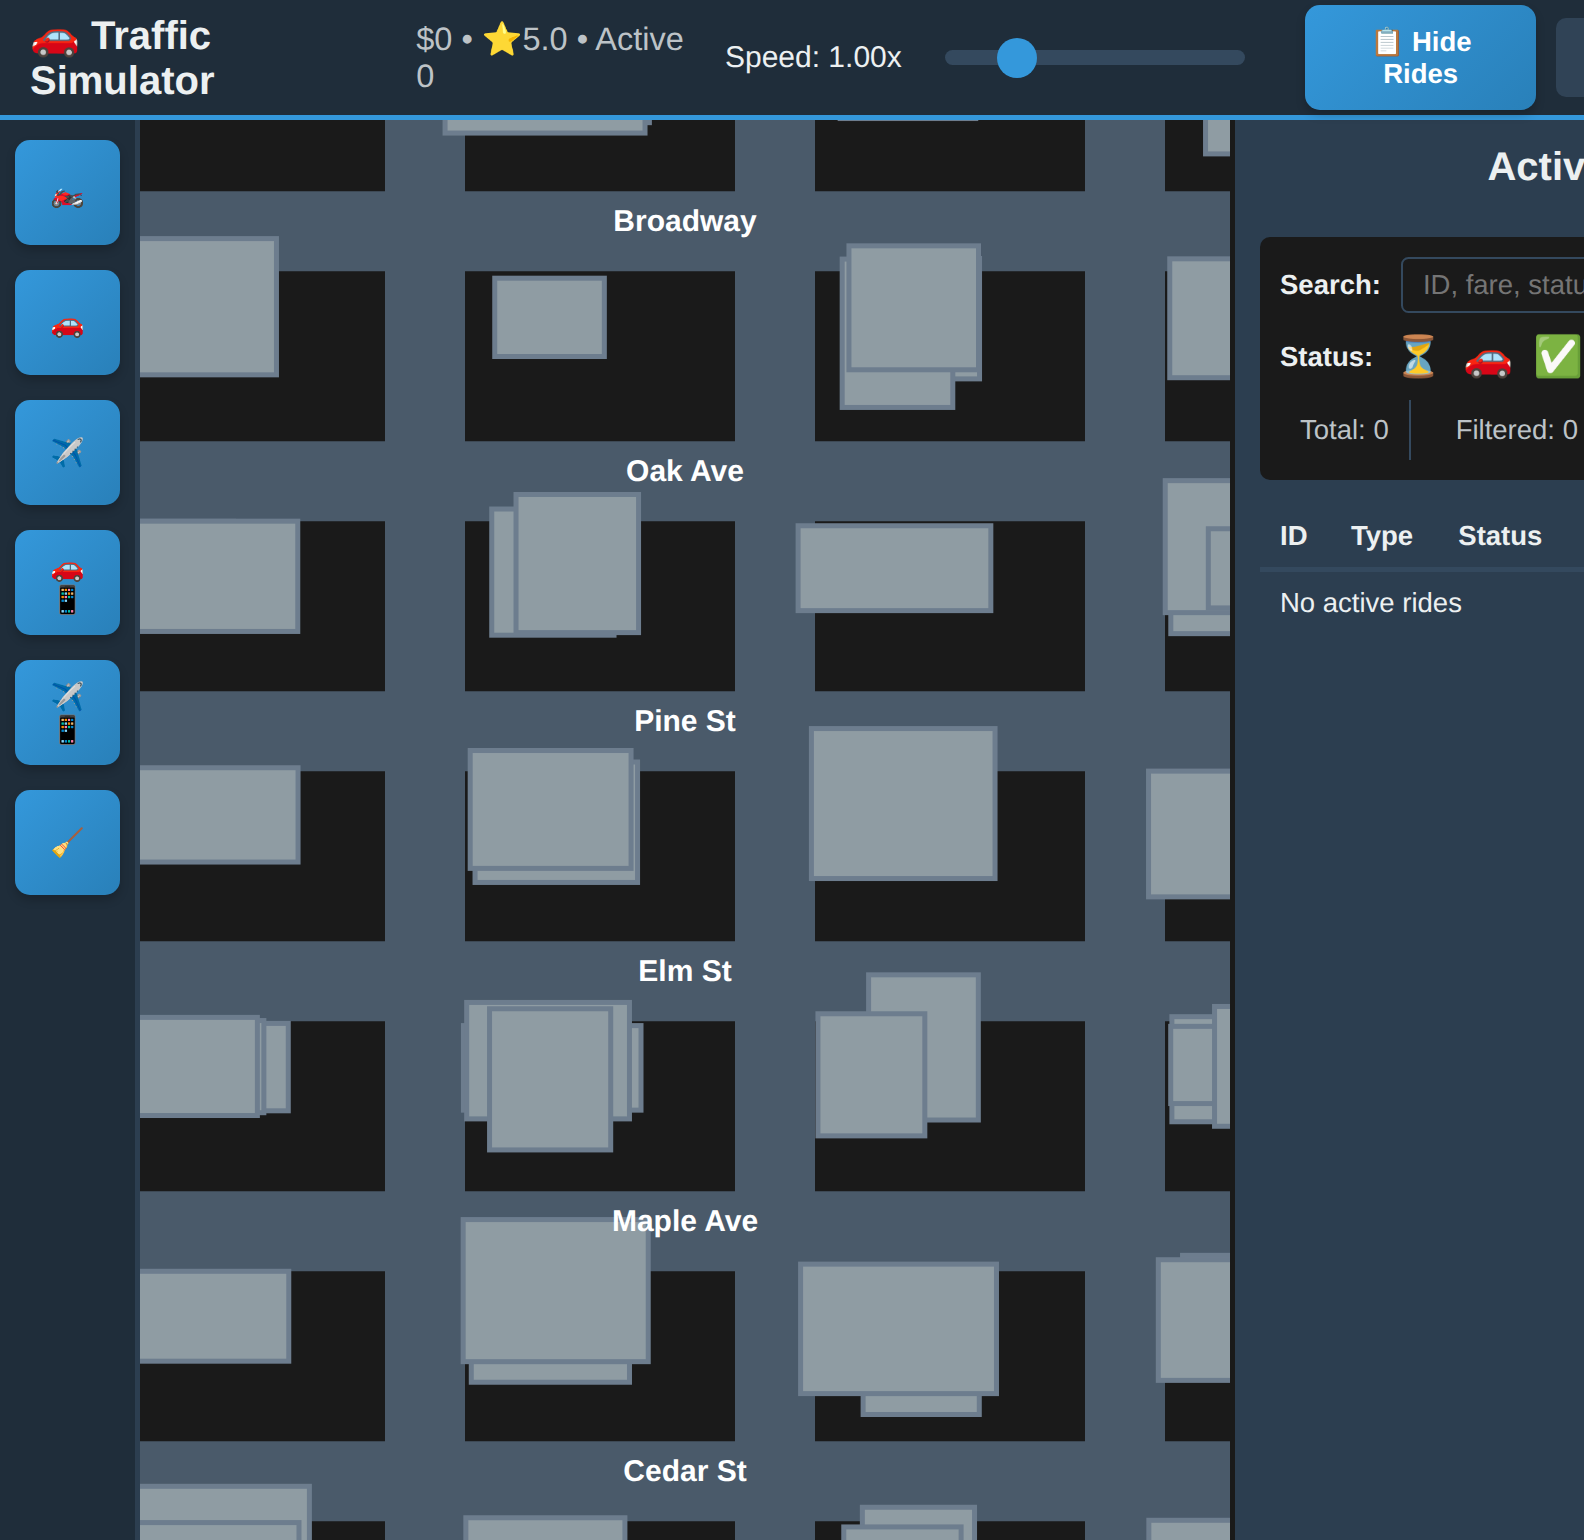 🚗 Traffic
Simulator
$0 • ⭐5.0 • Active
0
Speed: 1.00x
📋 Hide
Rides
Broadway
Oak Ave
Pine St
Elm St
Maple Ave
Cedar St
Activ
Search: ID, fare, statu
Status: ⏳ 🚗 ✅
Total: 0 Filtered: 0
ID Type Status
No active rides